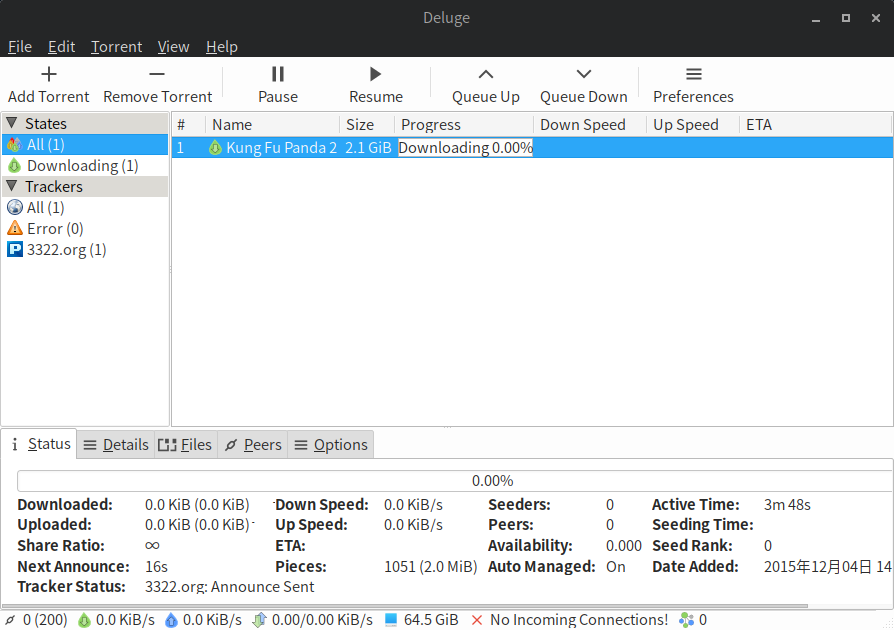 Deluge
File Edit Torrent View Help
Add Torrent Remove Torrent Pause Resume Queue Up Queue Down Preferences
States
All (1)
Downloading (1)
Trackers
All (1)
Error (0)
3322.org (1)
# Name Size Progress Down Speed Up Speed ETA
1 Kung Fu Panda 2 2.1 GiB Downloading 0.00%
Status Details Files Peers Options
0.00%
Downloaded: 0.0 KiB (0.0 KiB) Down Speed: 0.0 KiB/s Seeders: 0 Active Time: 3m 48s
Uploaded: 0.0 KiB (0.0 KiB) Up Speed: 0.0 KiB/s Peers: 0 Seeding Time:
Share Ratio: ∞ ETA: Availability: 0.000 Seed Rank: 0
Next Announce: 16s Pieces: 1051 (2.0 MiB) Auto Managed: On Date Added: 2015年12月04日 14
Tracker Status: 3322.org: Announce Sent
0 (200) 0.0 KiB/s 0.0 KiB/s 0.00/0.00 KiB/s 64.5 GiB No Incoming Connections! 0